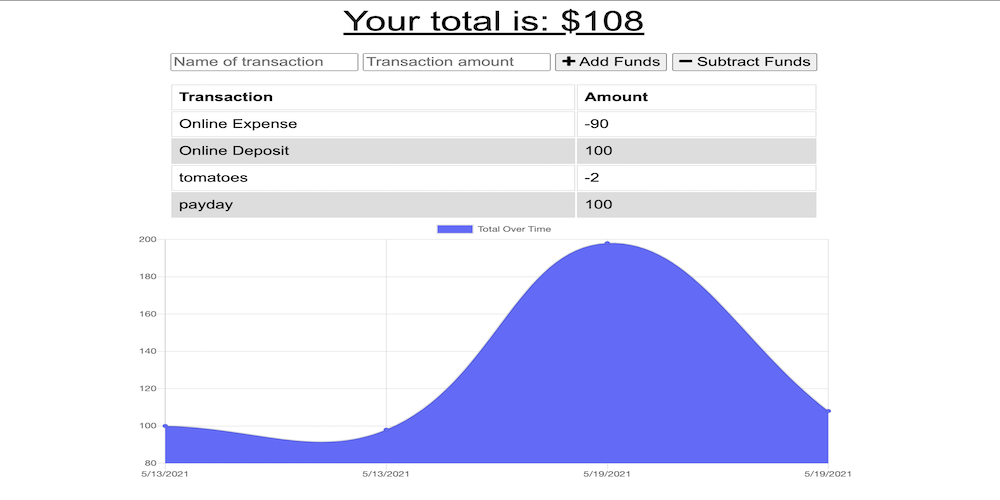 Your total is: $108
Name of transaction Transaction amount + Add Funds − Subtract Funds
Transaction Amount
Online Expense -90
Online Deposit 100
tomatoes -2
payday 100
Total Over Time
200
180
160
140
120
100
80
5/13/2021 5/13/2021 5/19/2021 5/19/2021